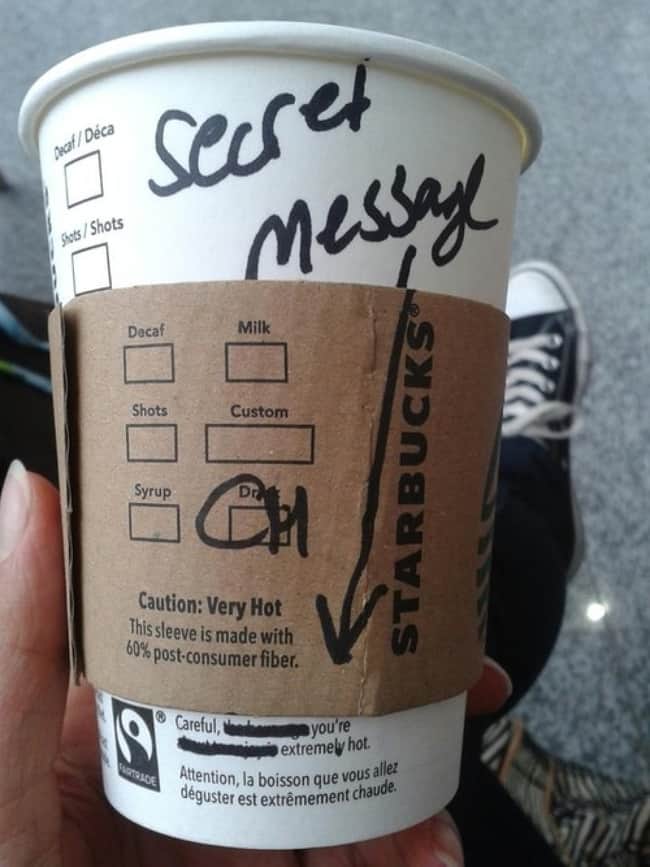 Secret
Message
Decaf / Déca
Shots / Shots
Decaf
Milk
Shots
Custom
Syrup
CH
Caution: Very Hot
This sleeve is made with
60% post-consumer fiber.
STARBUCKS®
FAIRTRADE
®
Careful, you're
extremely hot.
Attention, la boisson que vous allez
déguster est extrêmement chaude.